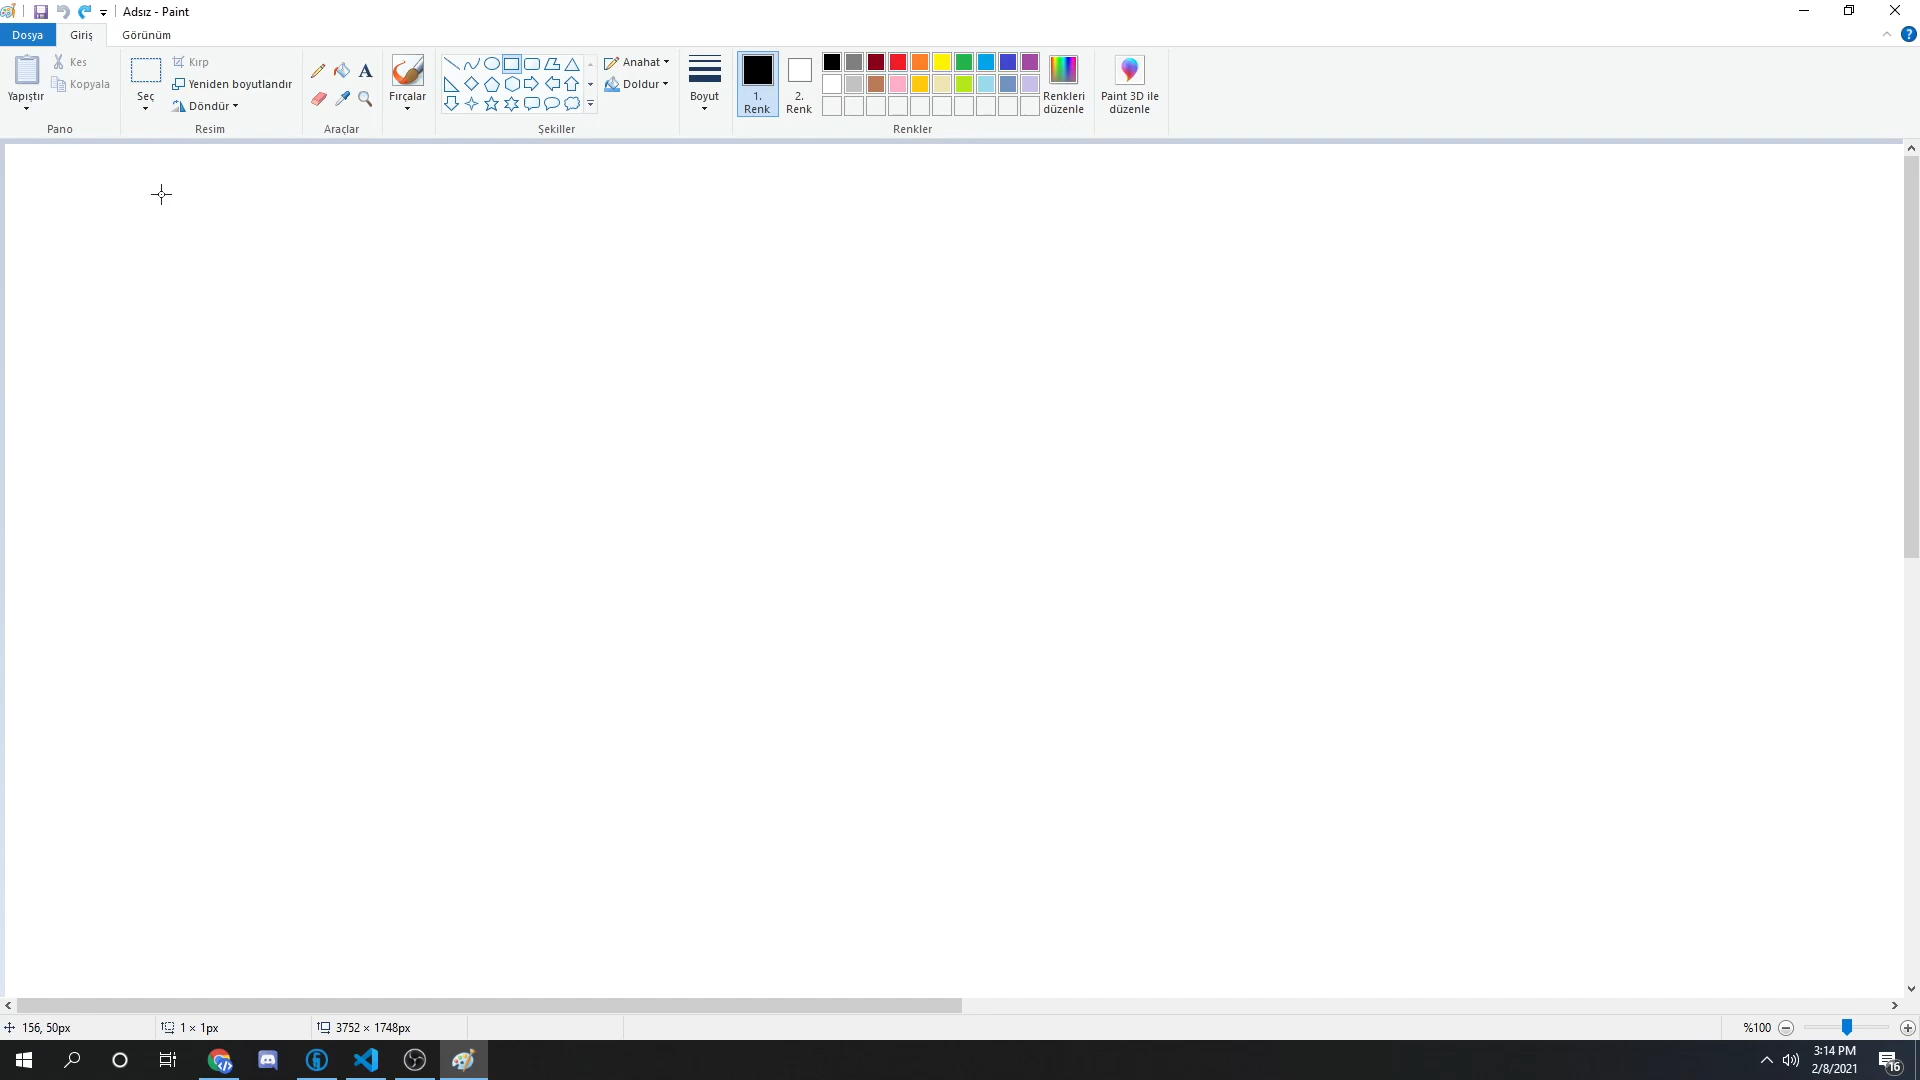 Adsız - Paint
Dosya Giriş Görünüm
Yapıştır
Kes
Kopyala
Pano
Seç
Kırp
Yeniden boyutlandır
Döndür
Resim
A
Araçlar
Fırçalar
Şekiller
Anahat
Doldur
Boyut
1.
Renk
2.
Renk
Renkler
Renkleri
düzenle
Paint 3D ile
düzenle
?
156, 50px
1 × 1px
3752 × 1748px
%100
3:14 PM
2/8/2021
16